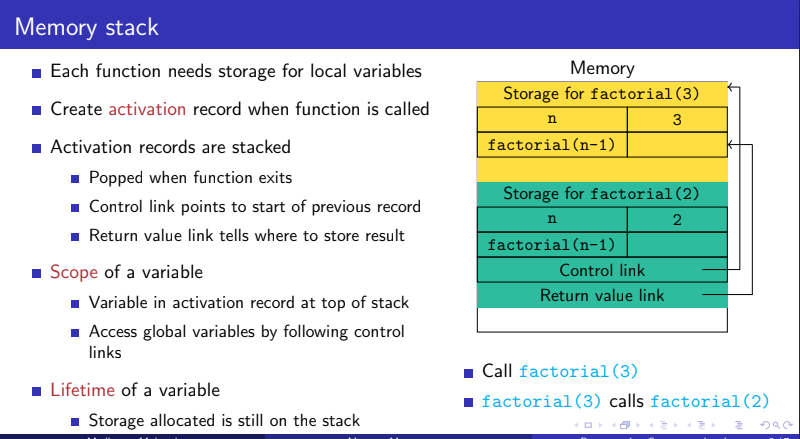 Memory stack
Each function needs storage for local variables
Create activation record when function is called
Activation records are stacked
Popped when function exits
Control link points to start of previous record
Return value link tells where to store result
Scope of a variable
Variable in activation record at top of stack
Access global variables by following control
links
Lifetime of a variable
Storage allocated is still on the stack
Memory
Storage for factorial(3)
n 3
factorial(n-1)
Storage for factorial(2)
n 2
factorial(n-1)
Control link
Return value link
Call factorial(3)
factorial(3) calls factorial(2)